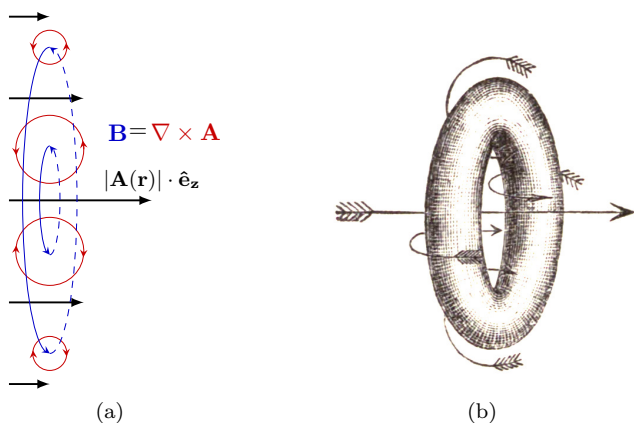 B=∇ × A
|A(r)| · ê_z
(a)
(b)